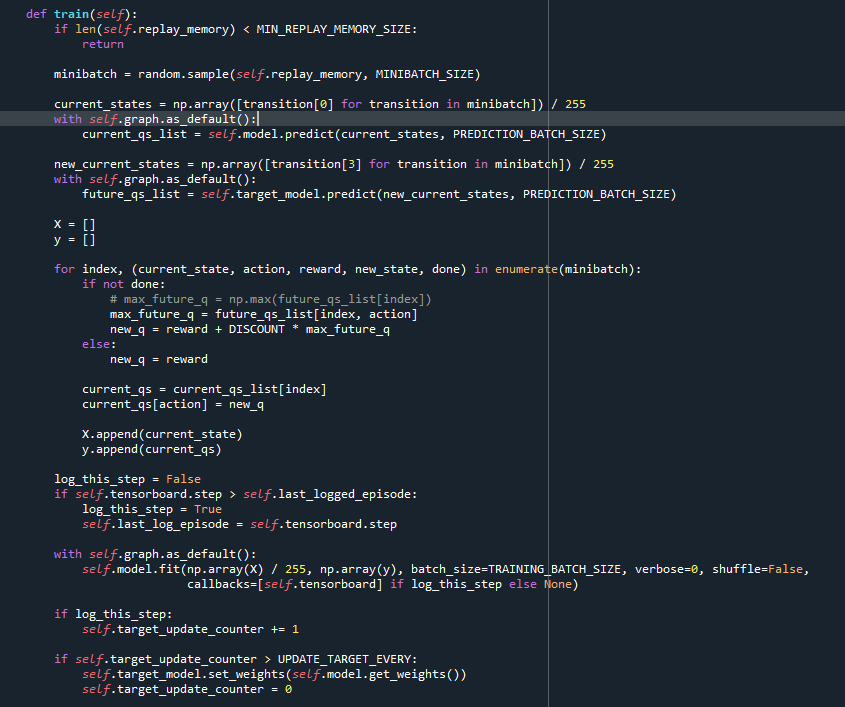 def train(self):
    if len(self.replay_memory) < MIN_REPLAY_MEMORY_SIZE:
        return

    minibatch = random.sample(self.replay_memory, MINIBATCH_SIZE)

    current_states = np.array([transition[0] for transition in minibatch]) / 255
    with self.graph.as_default():
        current_qs_list = self.model.predict(current_states, PREDICTION_BATCH_SIZE)

    new_current_states = np.array([transition[3] for transition in minibatch]) / 255
    with self.graph.as_default():
        future_qs_list = self.target_model.predict(new_current_states, PREDICTION_BATCH_SIZE)

    X = []
    y = []

    for index, (current_state, action, reward, new_state, done) in enumerate(minibatch):
        if not done:
            # max_future_q = np.max(future_qs_list[index])
            max_future_q = future_qs_list[index, action]
            new_q = reward + DISCOUNT * max_future_q
        else:
            new_q = reward

        current_qs = current_qs_list[index]
        current_qs[action] = new_q

        X.append(current_state)
        y.append(current_qs)

    log_this_step = False
    if self.tensorboard.step > self.last_logged_episode:
        log_this_step = True
        self.last_log_episode = self.tensorboard.step

    with self.graph.as_default():
        self.model.fit(np.array(X) / 255, np.array(y), batch_size=TRAINING_BATCH_SIZE, verbose=0, shuffle=False,
                       callbacks=[self.tensorboard] if log_this_step else None)

    if log_this_step:
        self.target_update_counter += 1

    if self.target_update_counter > UPDATE_TARGET_EVERY:
        self.target_model.set_weights(self.model.get_weights())
        self.target_update_counter = 0